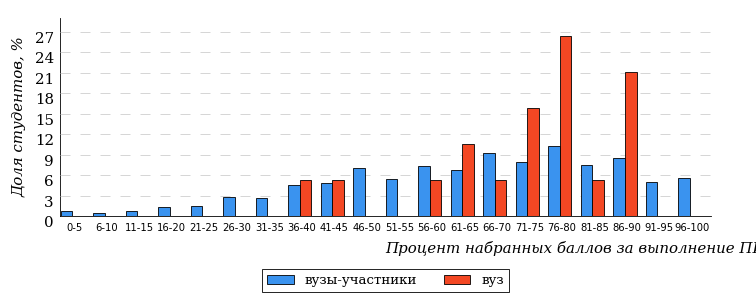 Доля студентов, %
27
24
21
18
15
12
9
6
3
0
0-5 6-10 11-15 16-20 21-25 26-30 31-35 36-40 41-45 46-50 51-55 56-60 61-65 66-70 71-75 76-80 81-85 86-90 91-95 96-100
Процент набранных баллов за выполнение
вузы-участники вуз